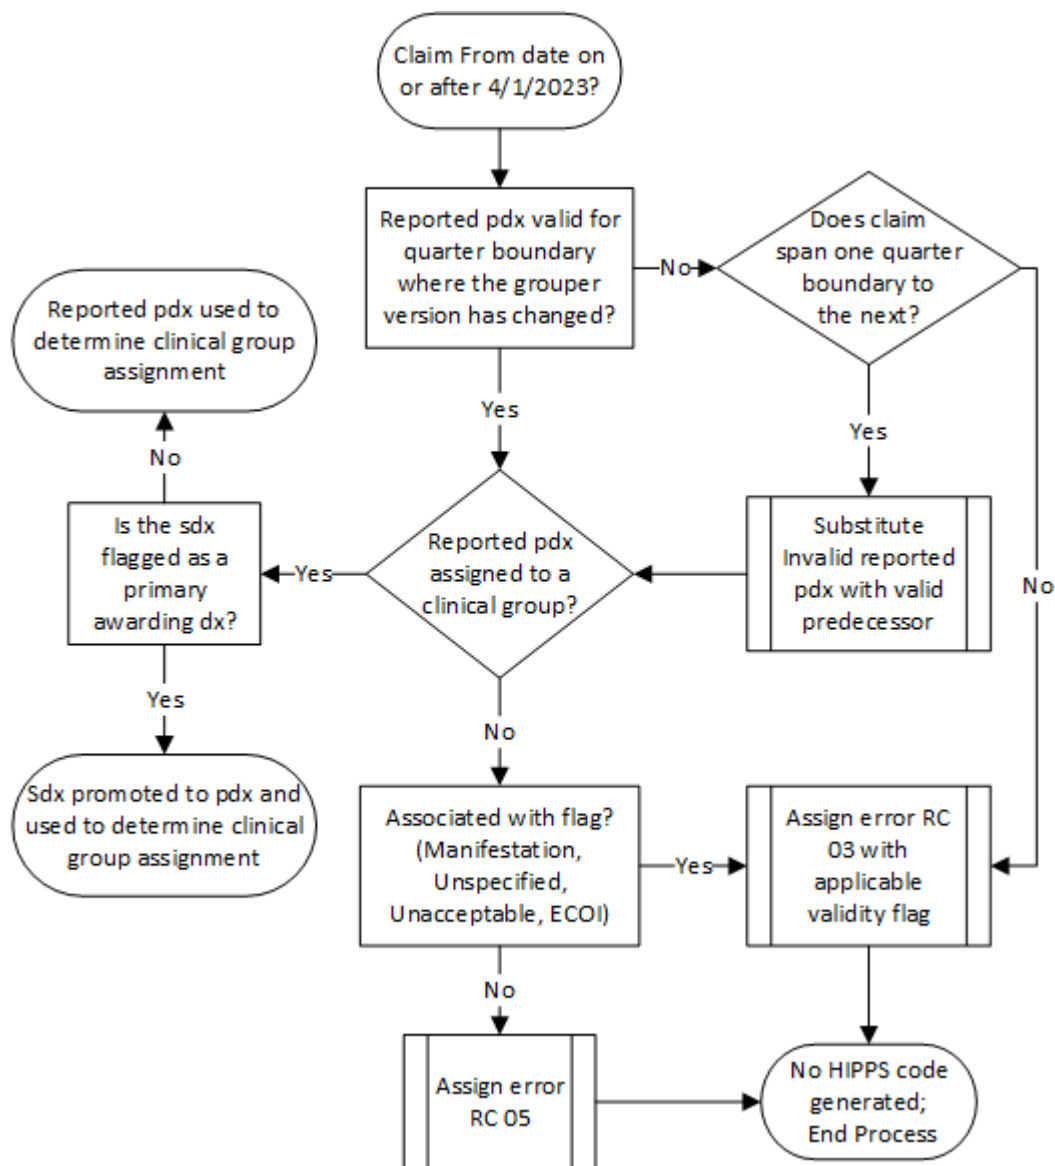 Claim From date on
or after 4/1/2023?
Reported pdx valid for
quarter boundary
where the grouper
version has changed?
No
Does claim
span one quarter
boundary to
the next?
Reported pdx used to
determine clinical group
assignment
Yes
Yes
No
Is the sdx
flagged as a
primary
awarding dx?
Yes
Reported pdx
assigned to a
clinical group?
Substitute
Invalid reported
pdx with valid
predecessor
No
Yes
No
Sdx promoted to pdx and
used to determine clinical
group assignment
Associated with flag?
(Manifestation,
Unspecified,
Unacceptable, ECOI)
Yes
Assign error RC
03 with
applicable
validity flag
No
Assign error
RC 05
No HIPPS code
generated;
End Process